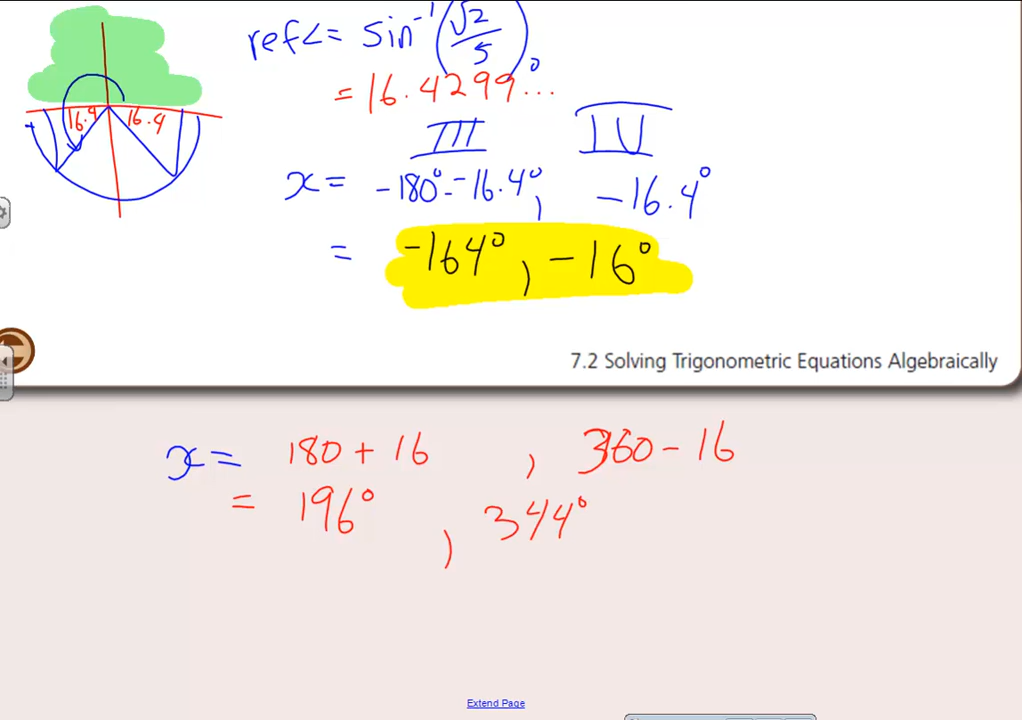 ref∠= sin⁻¹(√2/5)
= 16.4299...°
16.4 16.4
III IV
x= -180°--16.4°, -16.4°
= -164°, -16°
7.2 Solving Trigonometric Equations Algebraically
x= 180+16, 360-16
= 196°, 344°
Extend Page